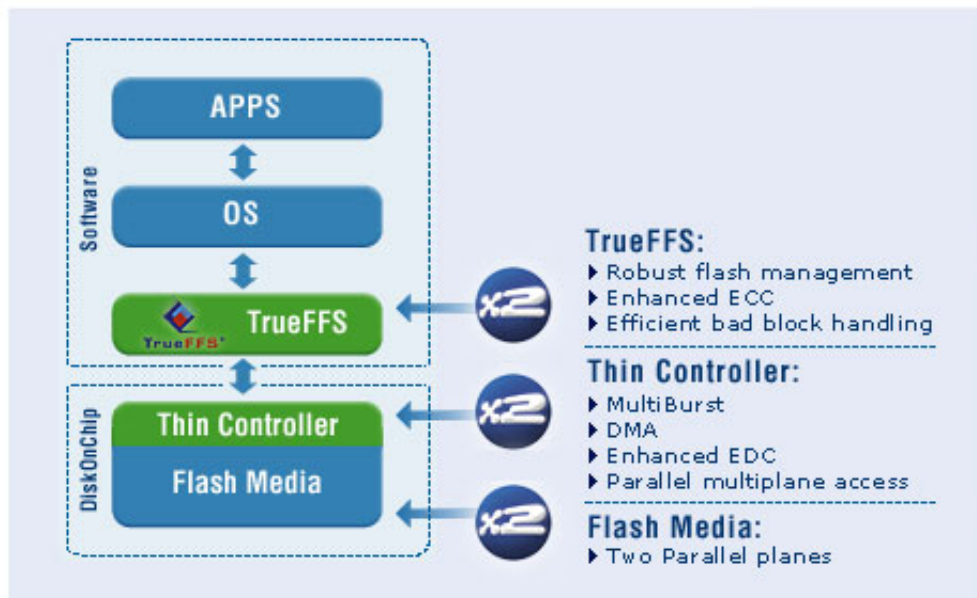 Software
APPS
OS
TrueFFS
TrueFFS®
DiskOnChip
Thin Controller
Flash Media
x2
x2
x2
TrueFFS:
Robust flash management
Enhanced ECC
Efficient bad block handling
Thin Controller:
MultiBurst
DMA
Enhanced EDC
Parallel multiplane access
Flash Media:
Two Parallel planes